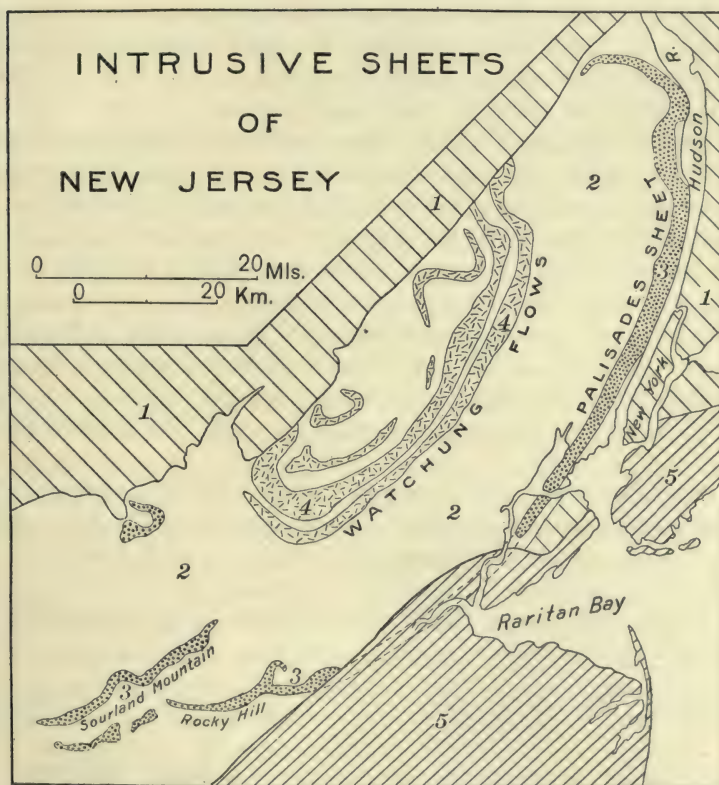 INTRUSIVE SHEETS
OF
NEW JERSEY
0 20 Mls.
0 20 Km.
R.
Hudson
1
2
1
PALISADES SHEET
3
1
WATCHUNG FLOWS
4
New York
1
5
4
2
2
Raritan Bay
3
Sourland Mountain
3
Rocky Hill
5